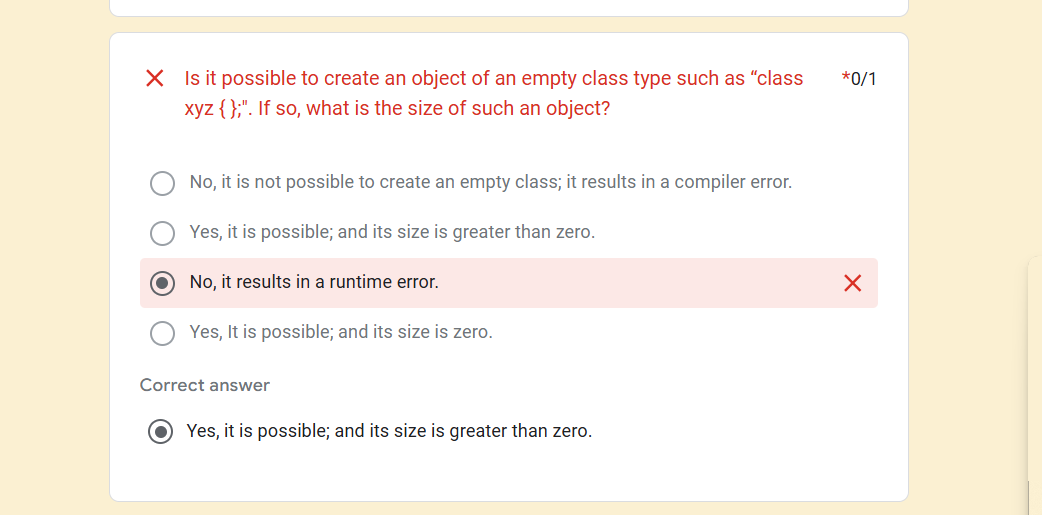 Is it possible to create an object of an empty class type such as “class *0/1
xyz { };". If so, what is the size of such an object?
No, it is not possible to create an empty class; it results in a compiler error.
Yes, it is possible; and its size is greater than zero.
No, it results in a runtime error.
Yes, It is possible; and its size is zero.
Correct answer
Yes, it is possible; and its size is greater than zero.